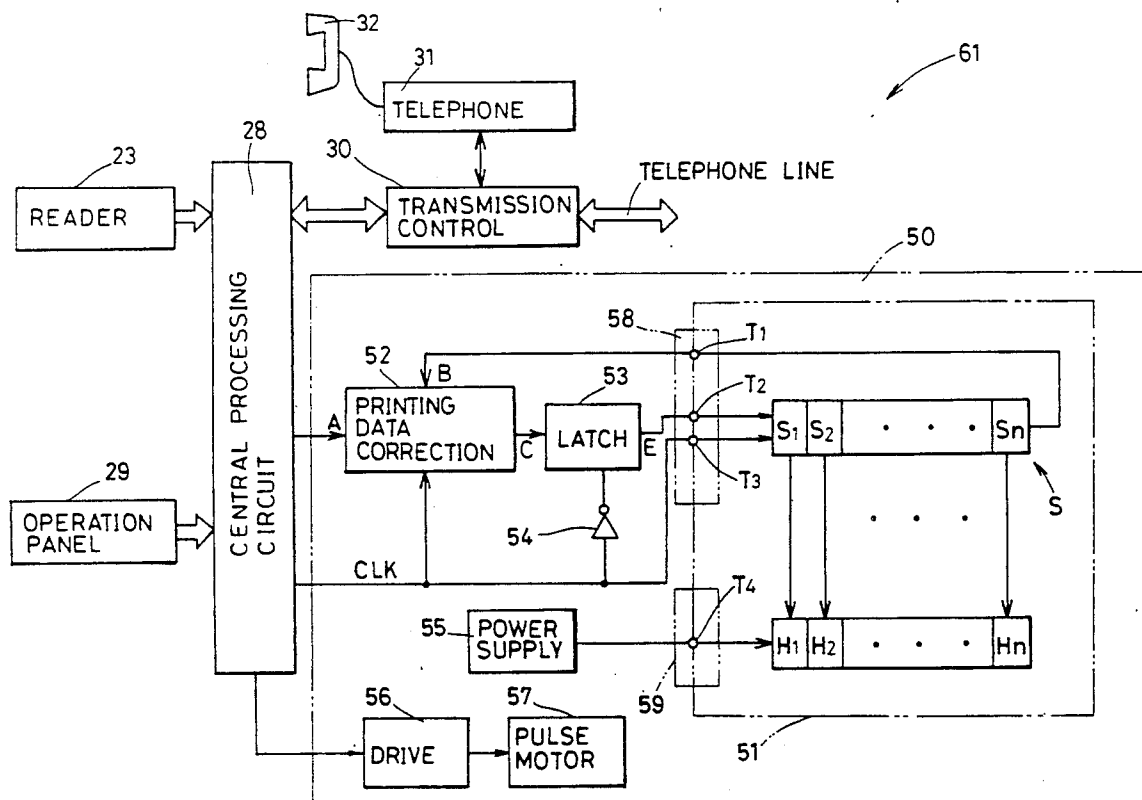 32
61
31
TELEPHONE
28
23
30
TELEPHONE LINE
READER
TRANSMISSION
CONTROL
50
CENTRAL PROCESSING
CIRCUIT
58
T1
52
B
53
T2
A
PRINTING
DATA
CORRECTION
C
LATCH
E
S1
S2
. . .
Sn
T3
S
29
OPERATION
PANEL
54
. . .
CLK
T4
55
POWER
SUPPLY
H1
H2
. . .
Hn
59
56
57
51
DRIVE
PULSE
MOTOR